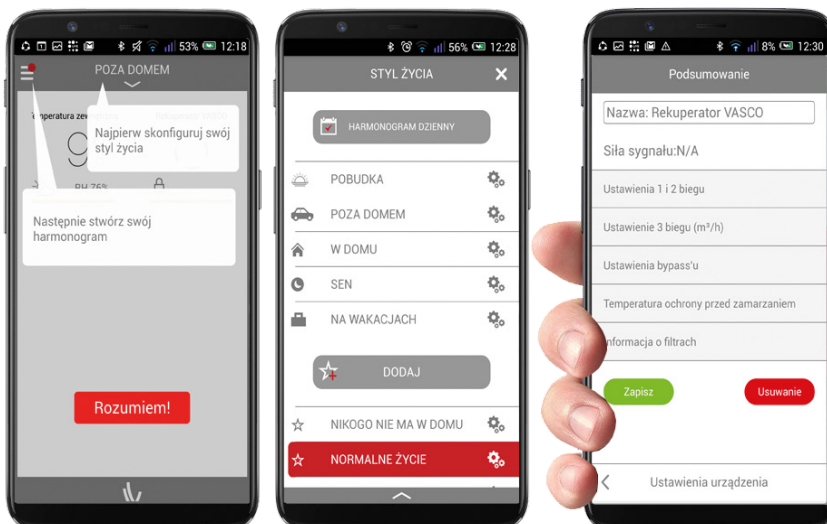 53% 12:18
POZA DOMEM
Temperatura
Najpierw skonfiguruj swój
styl życia
RH 76%
Następnie stwórz swój
harmonogram
Rozumiem!
56% 12:28
STYL ŻYCIA X
HARMONOGRAM DZIENNY
POBUDKA
POZA DOMEM
W DOMU
SEN
NA WAKACJACH
DODAJ
NIKOGO NIE MA W DOMU
NORMALNE ŻYCIE
8% 12:30
Podsumowanie
Nazwa: Rekuperator VASCO
Siła sygnału:N/A
Ustawienia 1 i 2 biegu
Ustawienie 3 biegu (m³/h)
Ustawienia bypass'u
Temperatura ochrony przed zamarzaniem
Informacja o filtrach
Zapisz Usuwanie
Ustawienia urządzenia